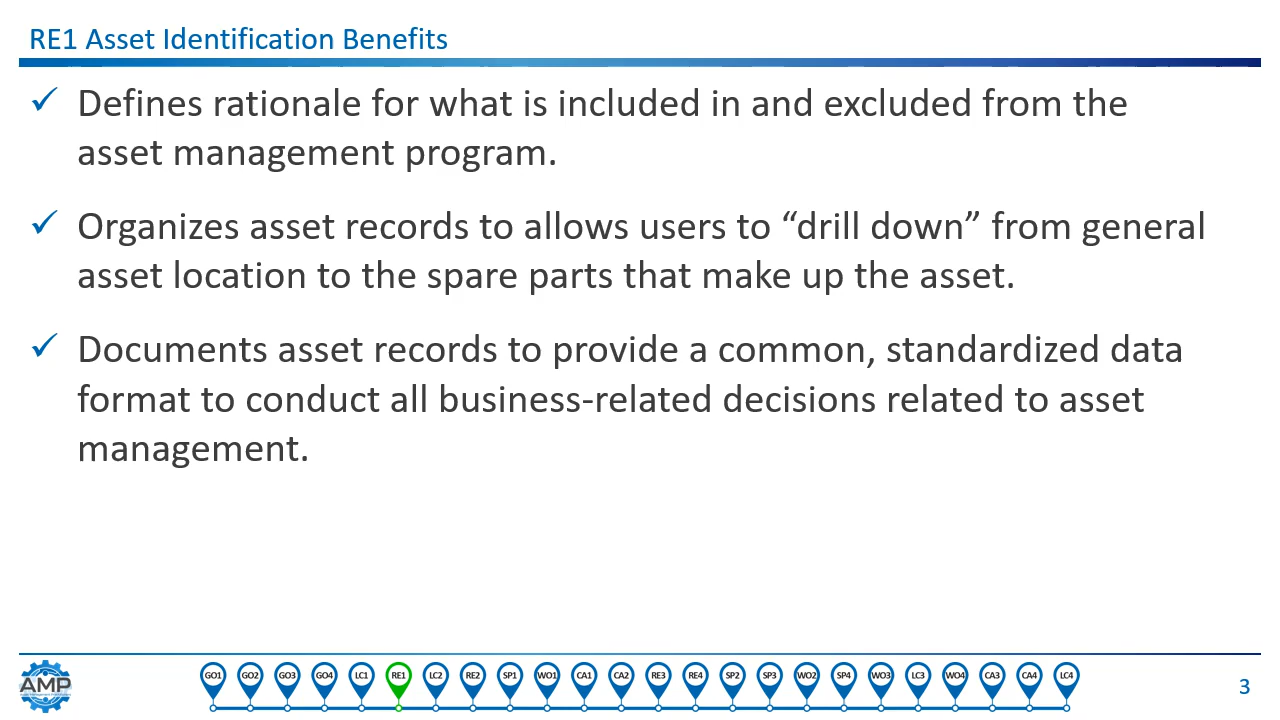 RE1 Asset Identification Benefits
✓ Defines rationale for what is included in and excluded from the
asset management program.
✓ Organizes asset records to allows users to “drill down” from general
asset location to the spare parts that make up the asset.
✓ Documents asset records to provide a common, standardized data
format to conduct all business-related decisions related to asset
management.
AMP
GO1 GO2 GO3 GO4 LC1 RE1 LC2 RE2 SP1 WO1 CA1 CA2 RE3 RE4 SP2 SP3 WO2 SP4 WO3 LC3 WO4 CA3 CA4 LC4
3